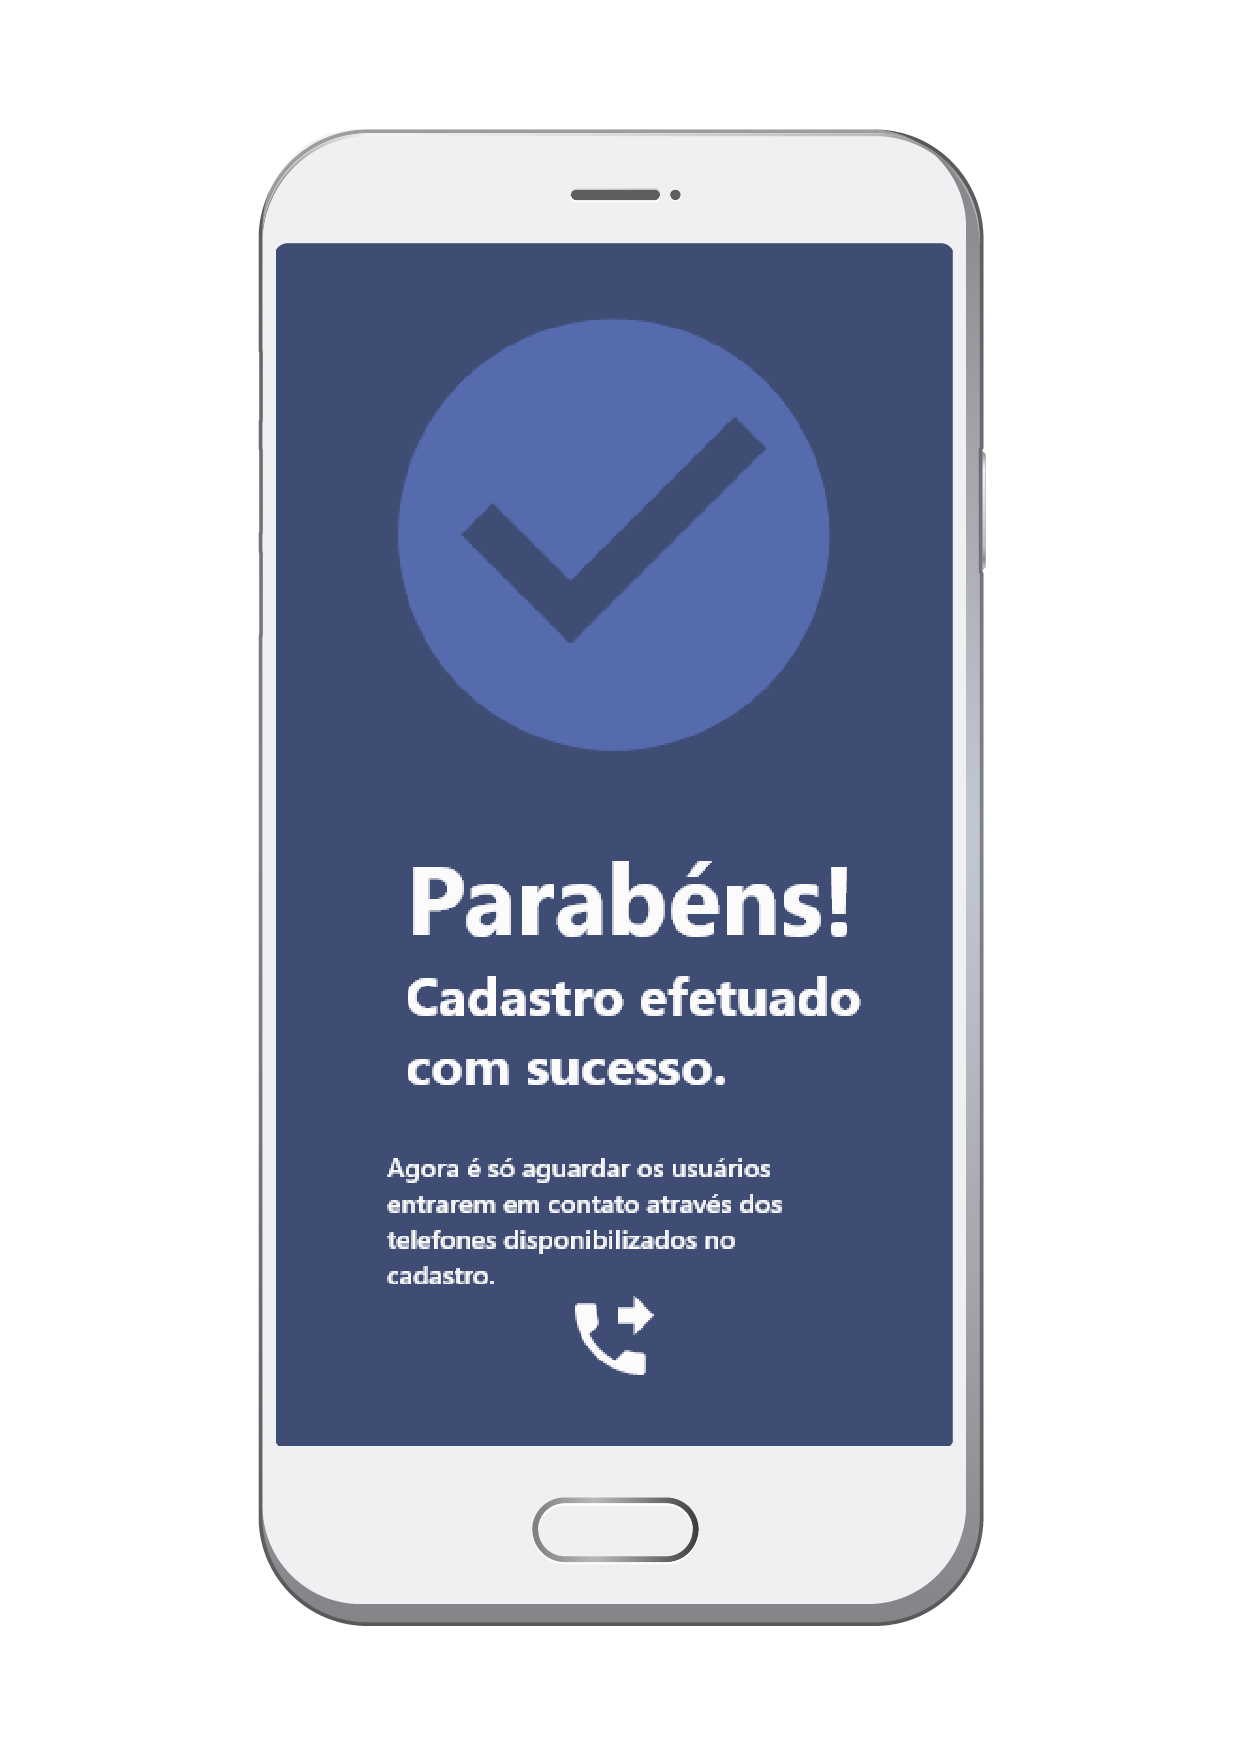 Parabéns!
Cadastro efetuado
com sucesso.
Agora é só aguardar os usuários
entrarem em contato através dos
telefones disponibilizados no
cadastro.